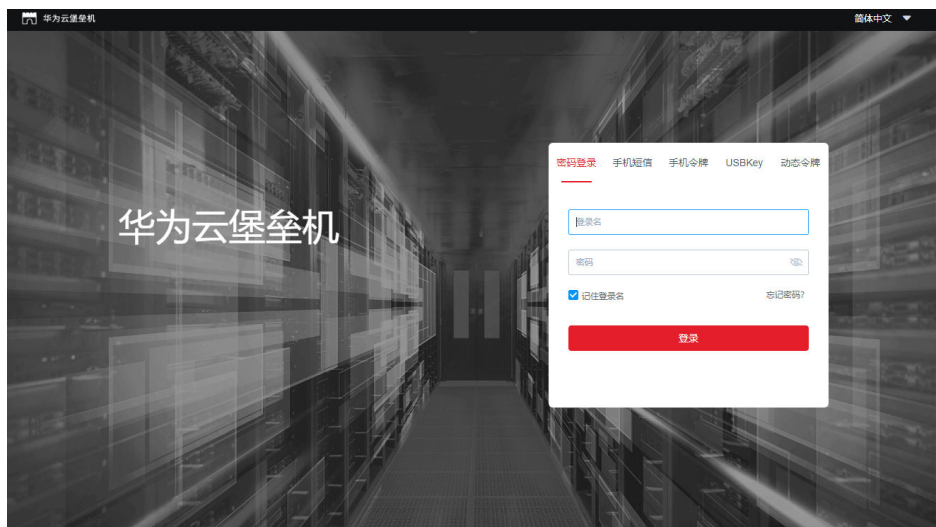 华为云堡垒机
简体中文
密码登录 手机短信 手机令牌 USBKey 动态令牌
华为云堡垒机
登录名
密码
记住登录名 忘记密码?
登录